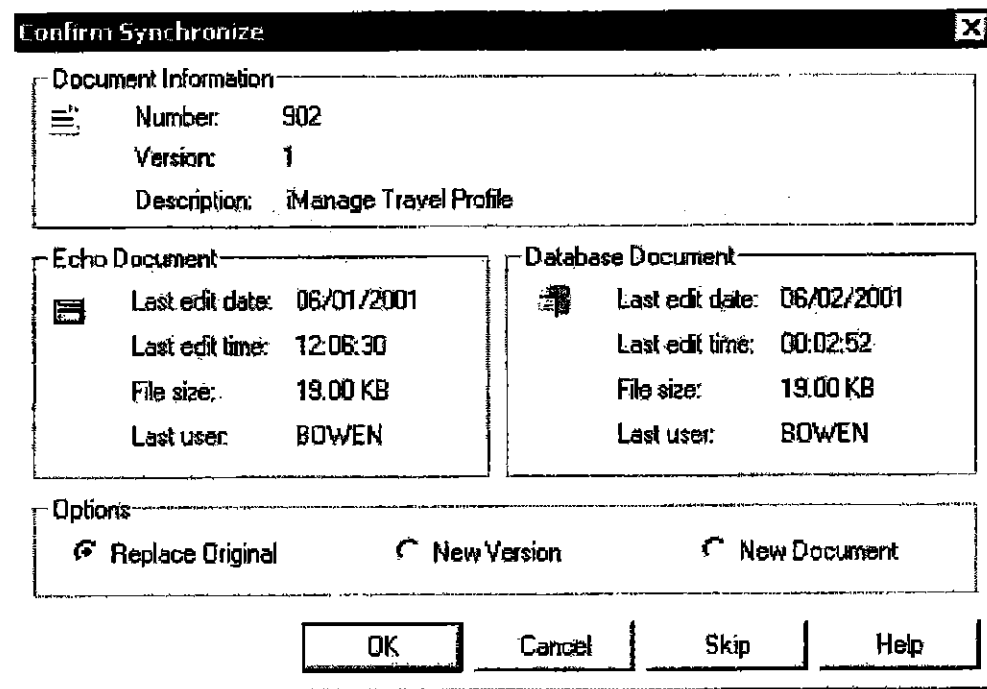 Confirm Synchronize
Document Information
Number: 902
Version: 1
Description: iManage Travel Profile
Echo Document
Last edit date: 06/01/2001
Last edit time: 12:06:30
File size: 19.00 KB
Last user: BOWEN
Database Document
Last edit date: 06/02/2001
Last edit time: 00:02:52
File size: 19.00 KB
Last user: BOWEN
Options
Replace Original New Version New Document
OK Cancel Skip Help